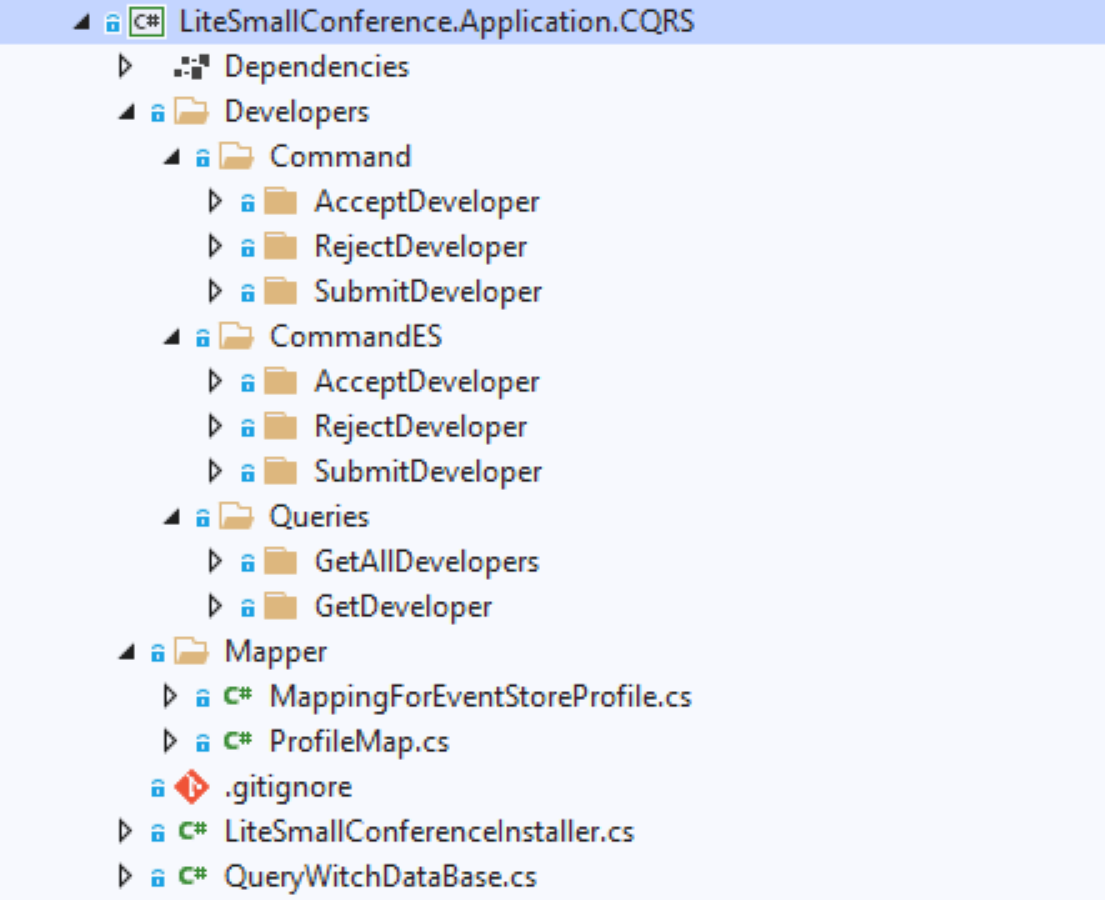 C# LiteSmallConference.Application.CQRS
Dependencies
Developers
Command
AcceptDeveloper
RejectDeveloper
SubmitDeveloper
CommandES
AcceptDeveloper
RejectDeveloper
SubmitDeveloper
Queries
GetAllDevelopers
GetDeveloper
Mapper
C# MappingForEventStoreProfile.cs
C# ProfileMap.cs
.gitignore
C# LiteSmallConferenceInstaller.cs
C# QueryWitchDataBase.cs